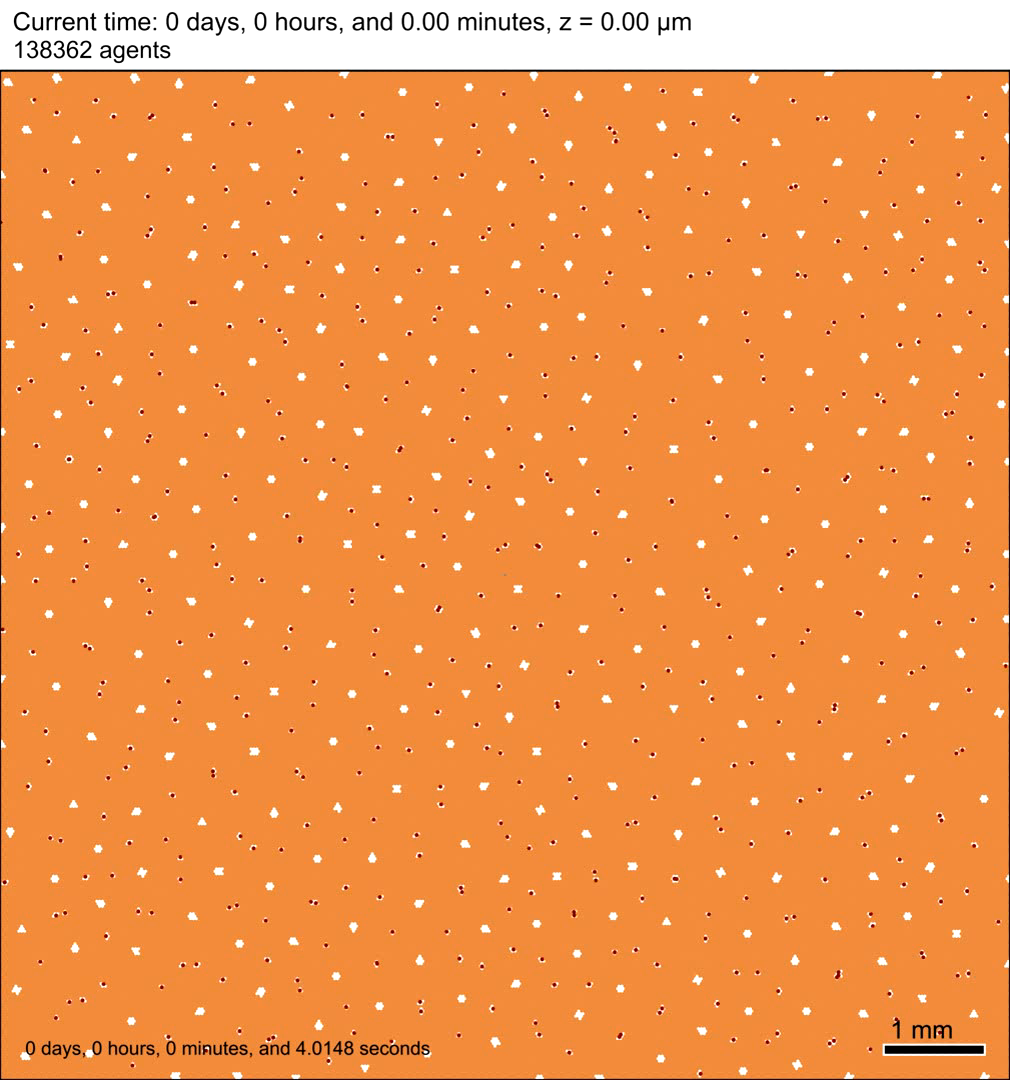 Current time: 0 days, 0 hours, and 0.00 minutes, z = 0.00 μm
138362 agents
1 mm
0 days, 0 hours, 0 minutes, and 4.0148 seconds